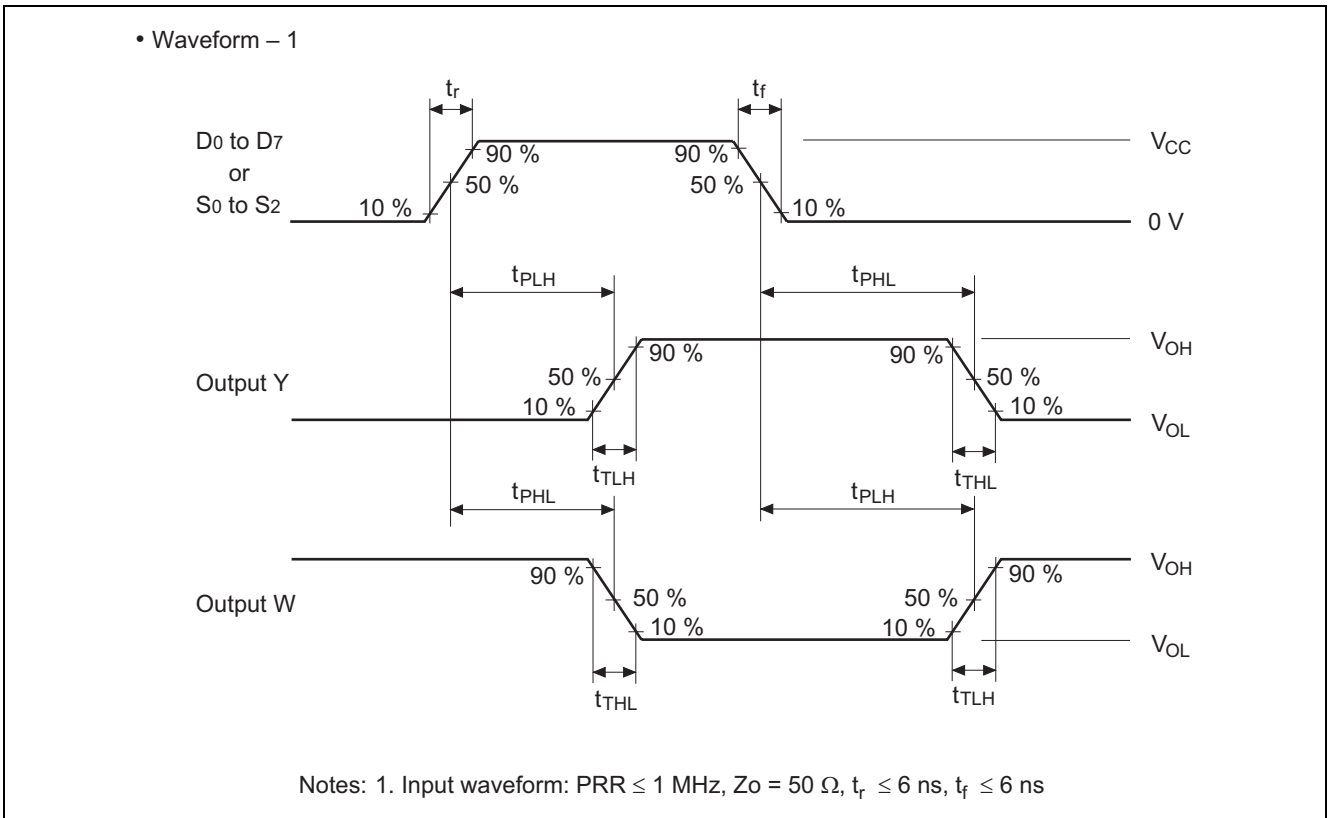 • Waveform – 1
tr tf
D0 to D7
or
S0 to S2
90 % 90 % VCC
50 % 50 %
10 % 10 % 0 V
tPLH tPHL
Output Y
90 % 90 % VOH
50 % 50 %
10 % 10 % VOL
tTLH tTHL
tPHL tPLH
Output W
90 % 90 % VOH
50 % 50 %
10 % 10 % VOL
tTHL tTLH
Notes: 1. Input waveform: PRR ≤ 1 MHz, Zo = 50 Ω, tr ≤ 6 ns, tf ≤ 6 ns